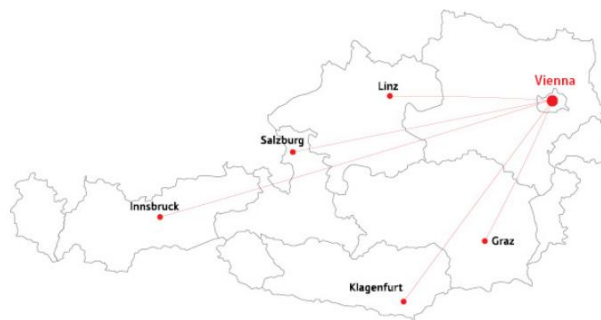 Vienna
Linz
Salzburg
Innsbruck
Graz
Klagenfurt